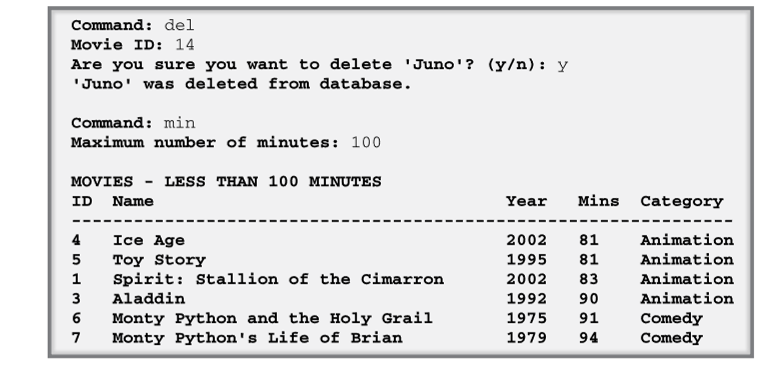 Command: del
Movie ID: 14
Are you sure you want to delete 'Juno'? (y/n): y
'Juno' was deleted from database.
Command: min
Maximum number of minutes: 100
MOVIES - LESS THAN 100 MINUTES
ID Name Year Mins Category
----------------------------------------------------------------
4 Ice Age 2002 81 Animation
5 Toy Story 1995 81 Animation
1 Spirit: Stallion of the Cimarron 2002 83 Animation
3 Aladdin 1992 90 Animation
6 Monty Python and the Holy Grail 1975 91 Comedy
7 Monty Python's Life of Brian 1979 94 Comedy